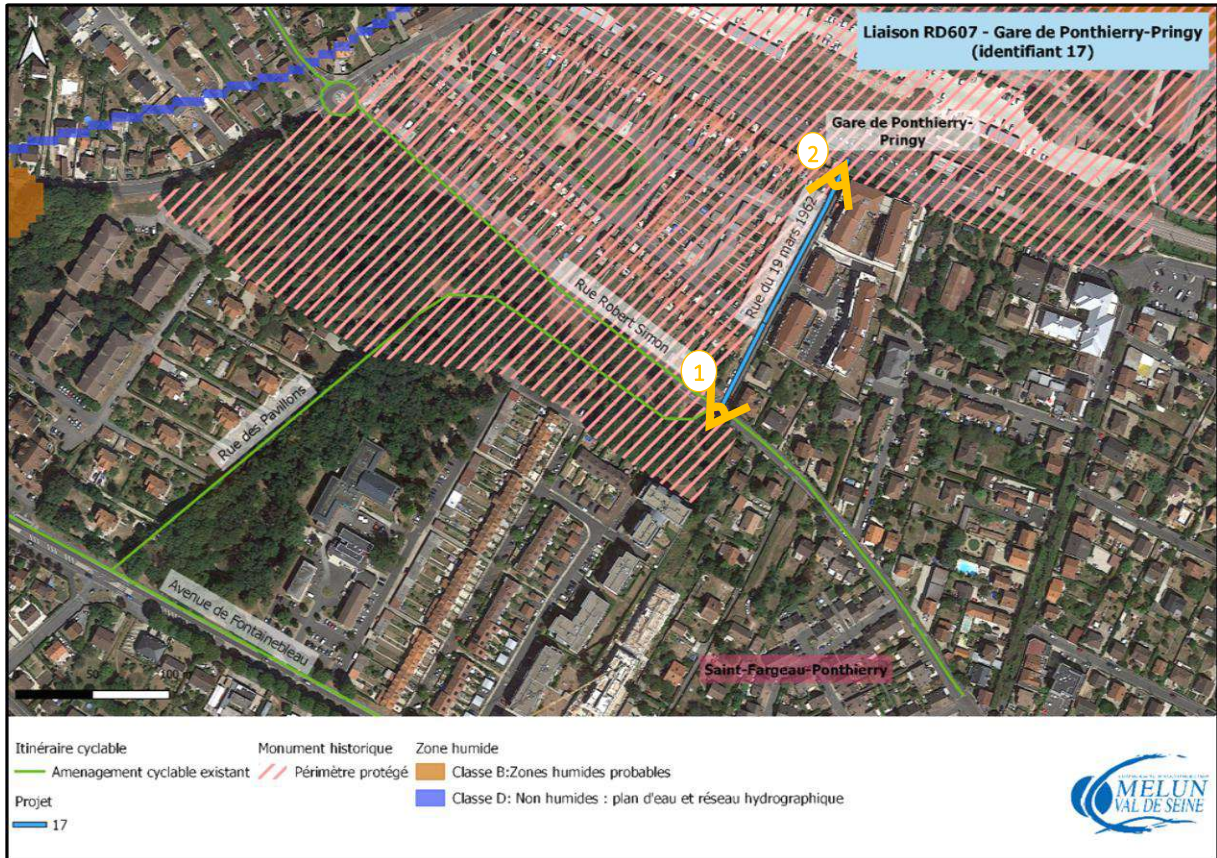 N
Liaison RD607 - Gare de Ponthierry-Pringy
(identifiant 17)
Gare de Ponthierry-
Pringy
2
Rue du 19 mars 1962
Rue Robert Simon
1
Rue des Pavillons
Avenue de Fontainebleau
Saint-Fargeau-Ponthierry
50
100 m
Itinéraire cyclable
Amenagement cyclable existant
Projet
17
Monument historique
Périmètre protégé
Zone humide
Classe B:Zones humides probables
Classe D: Non humides : plan d'eau et réseau hydrographique
MELUN
VAL DE SEINE